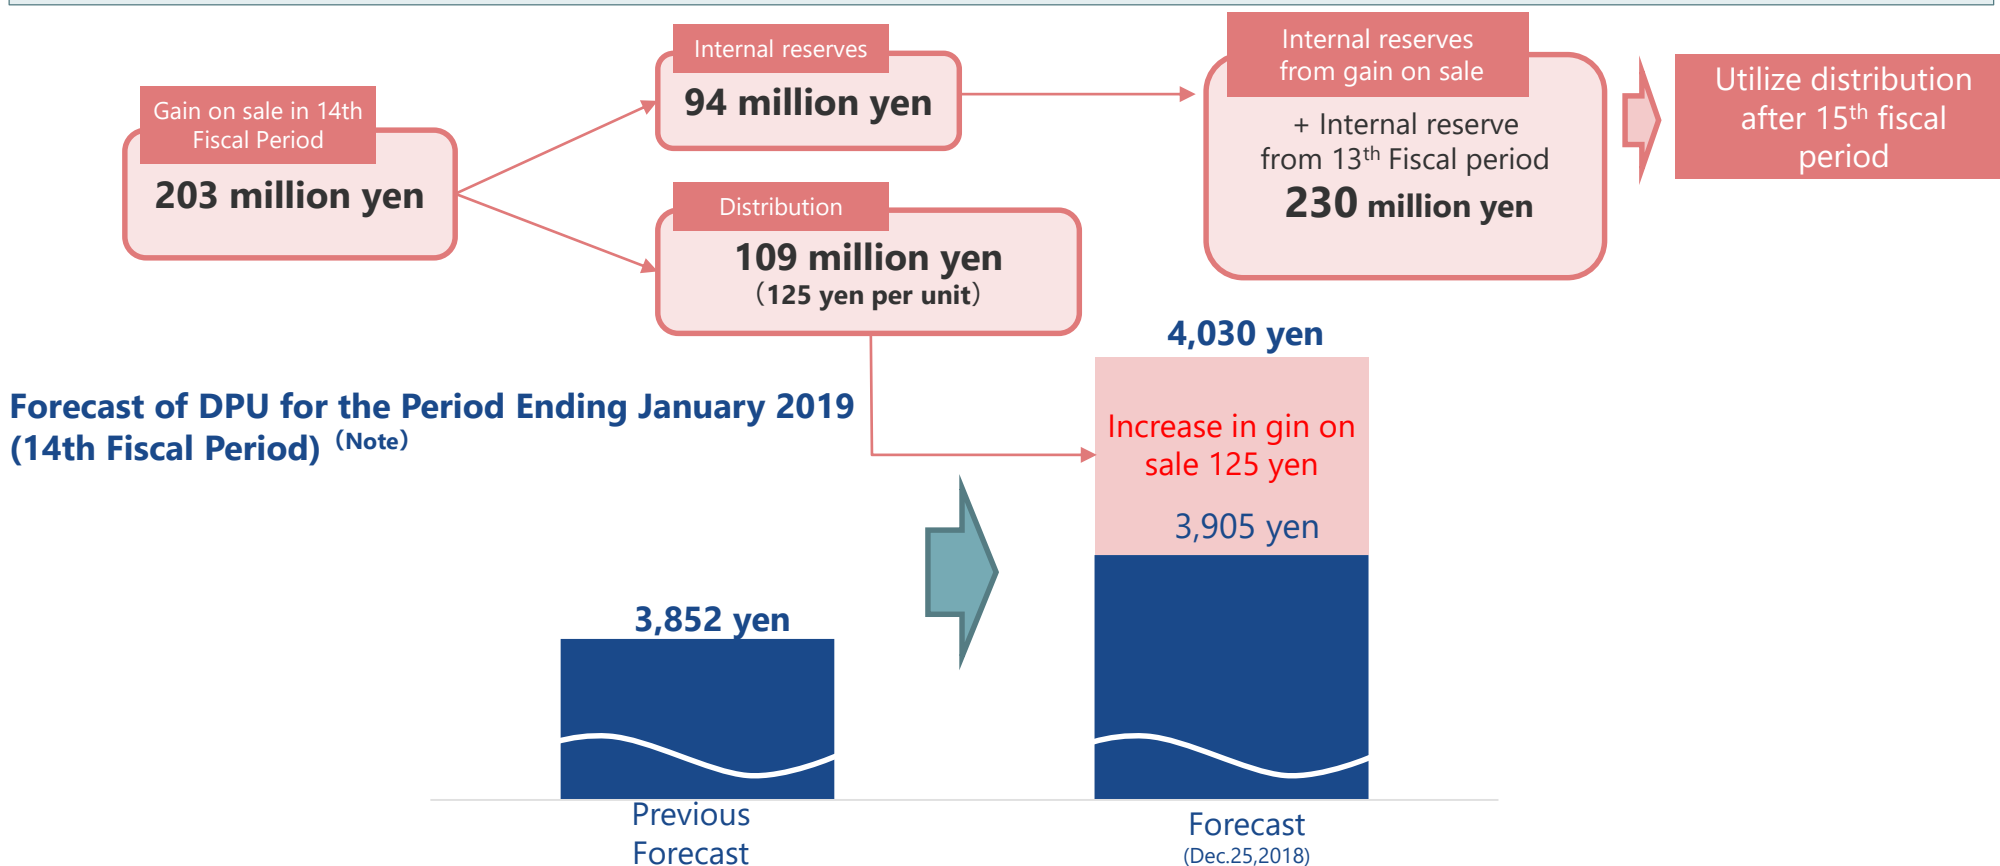 Gain on sale in 14th
Fiscal Period
203 million yen
Internal reserves
94 million yen
Distribution
109 million yen
（125 yen per unit）
Internal reserves
from gain on sale
+ Internal reserve
from 13th Fiscal period
230 million yen
Utilize distribution
after 15th fiscal
period
Forecast of DPU for the Period Ending January 2019
(14th Fiscal Period)（Note）
4,030 yen
Increase in gin on
sale 125 yen
3,905 yen
3,852 yen
Previous
Forecast
Forecast
(Dec.25,2018)